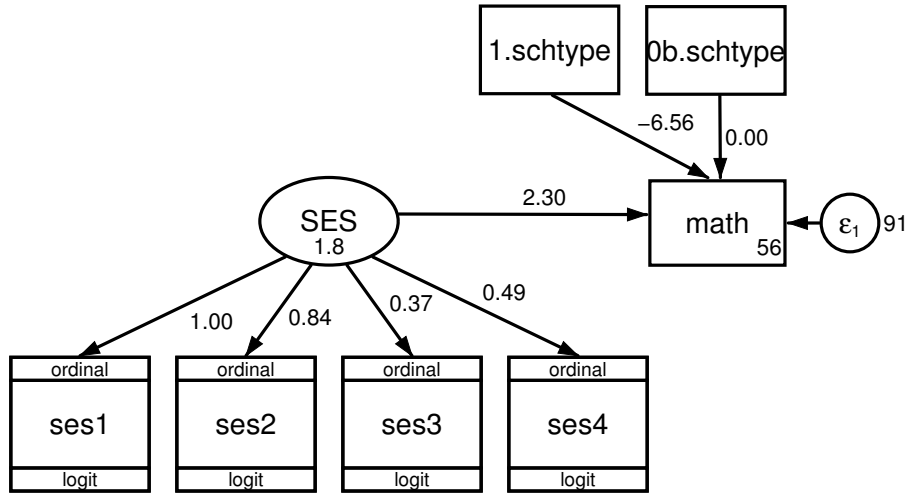 1.schtype
0b.schtype
−6.56
0.00
SES
1.8
2.30
math
56
ε1
91
1.00
0.84
0.37
0.49
ordinal
ses1
logit
ordinal
ses2
logit
ordinal
ses3
logit
ordinal
ses4
logit